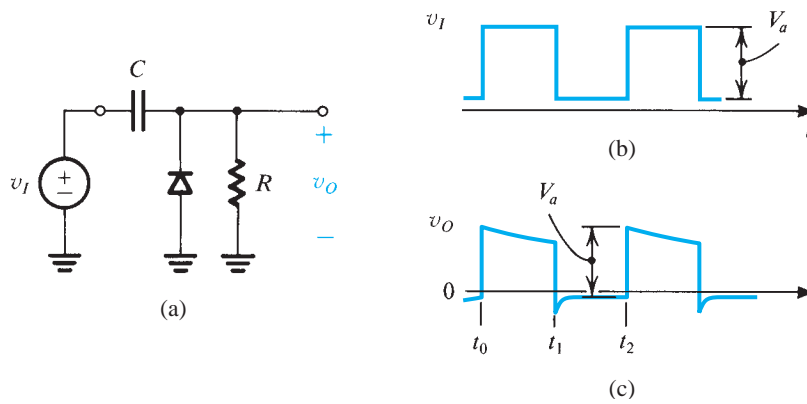 C
v_I
+
−
R
+
v_O
−
(a)
v_I
V_a
t
(b)
v_O
V_a
0
t_0
t_1
t_2
(c)